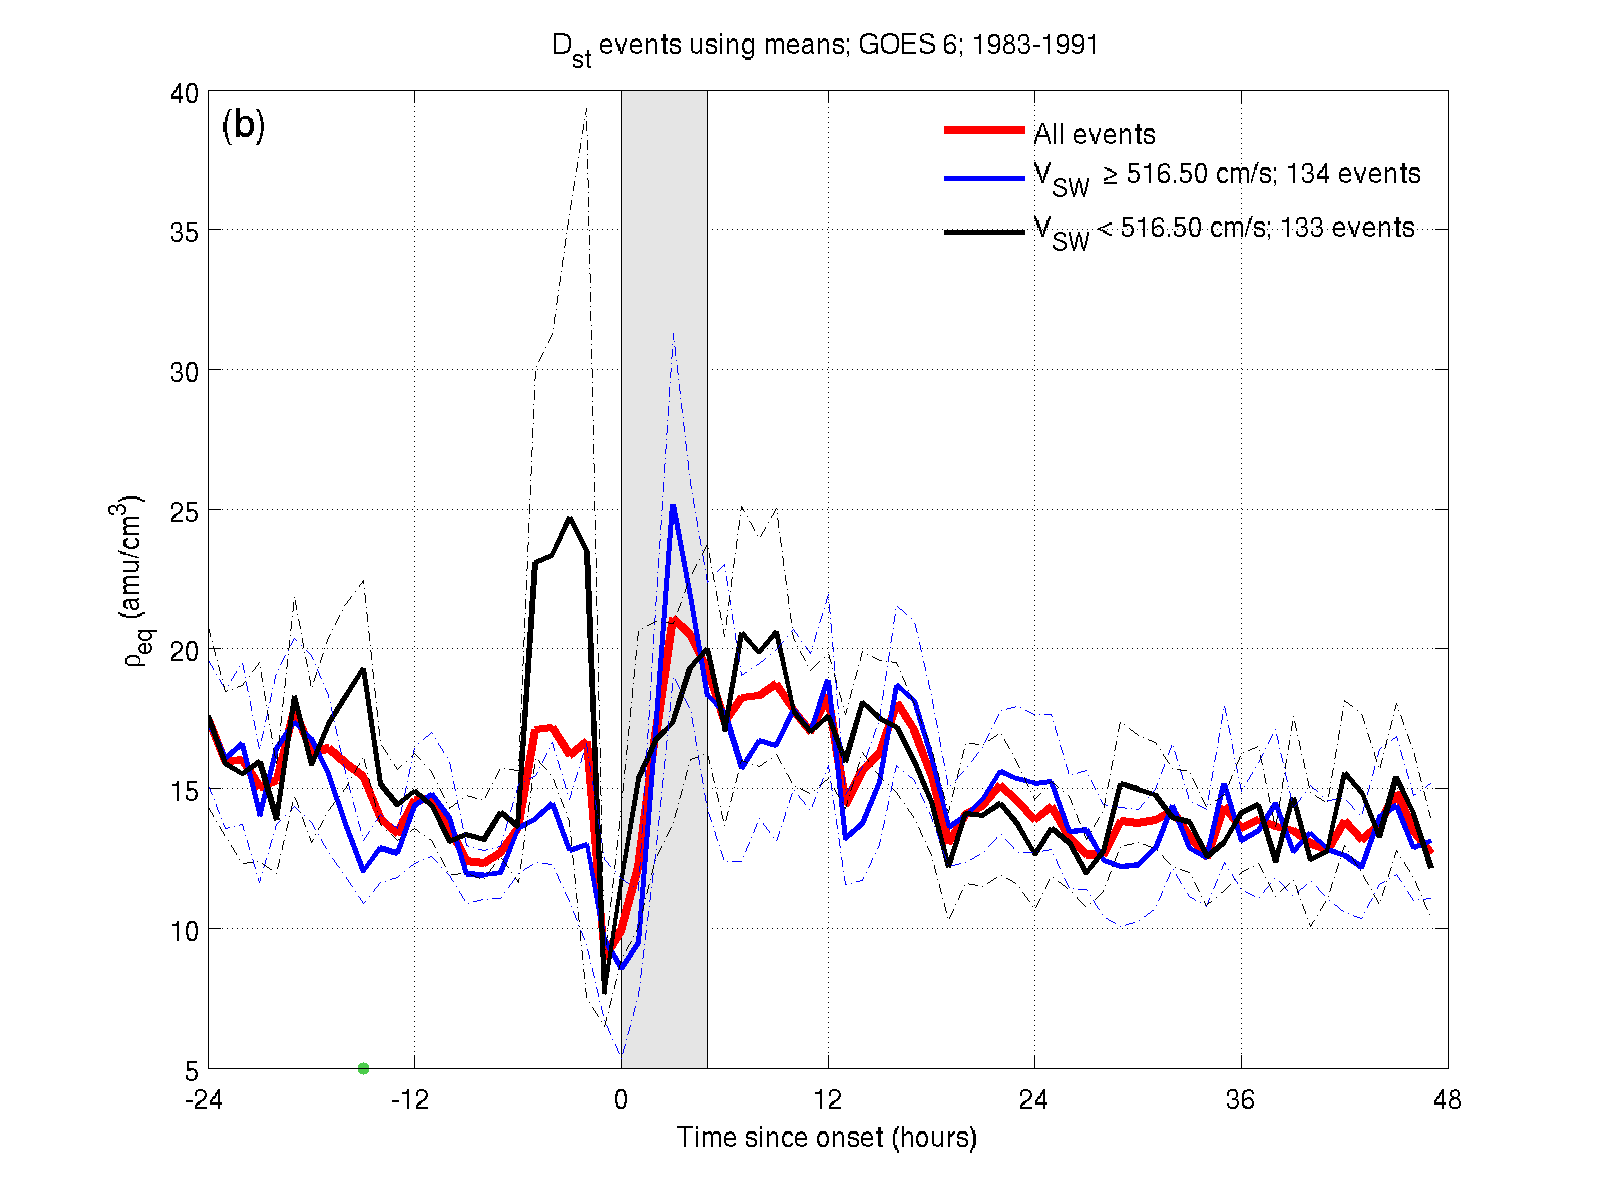 Dst events using means; GOES 6; 1983-1991
(b)
All events
VSW ≥ 516.50 cm/s; 134 events
VSW < 516.50 cm/s; 133 events
40
35
30
25
20
15
10
5
ρeq (amu/cm3)
-24 -12 0 12 24 36 48
Time since onset (hours)